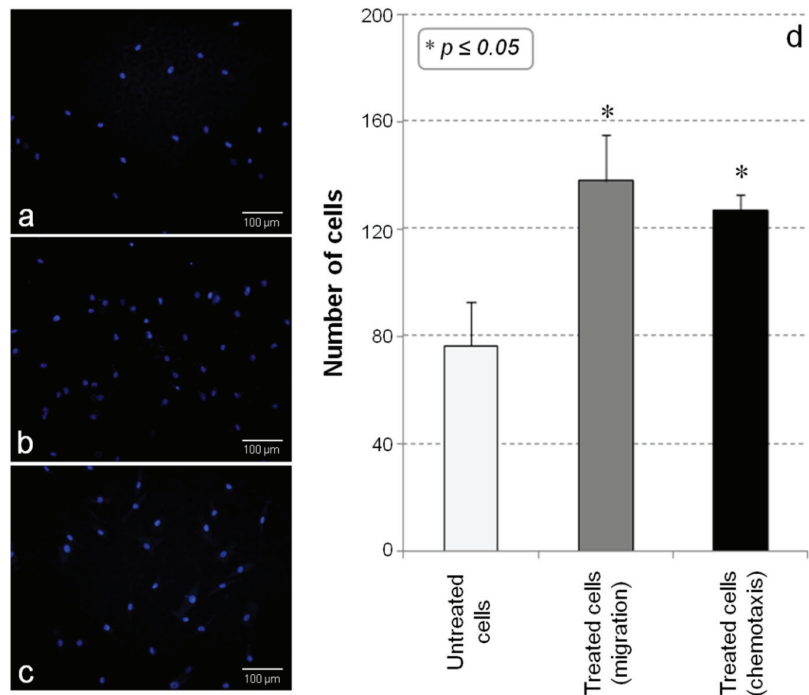 a
100 µm
b
100 µm
c
100 µm
d
* p ≤ 0.05
Number of cells
200
160
120
80
40
0
*
*
Untreated
cells
Treated cells
(migration)
Treated cells
(chemotaxis)